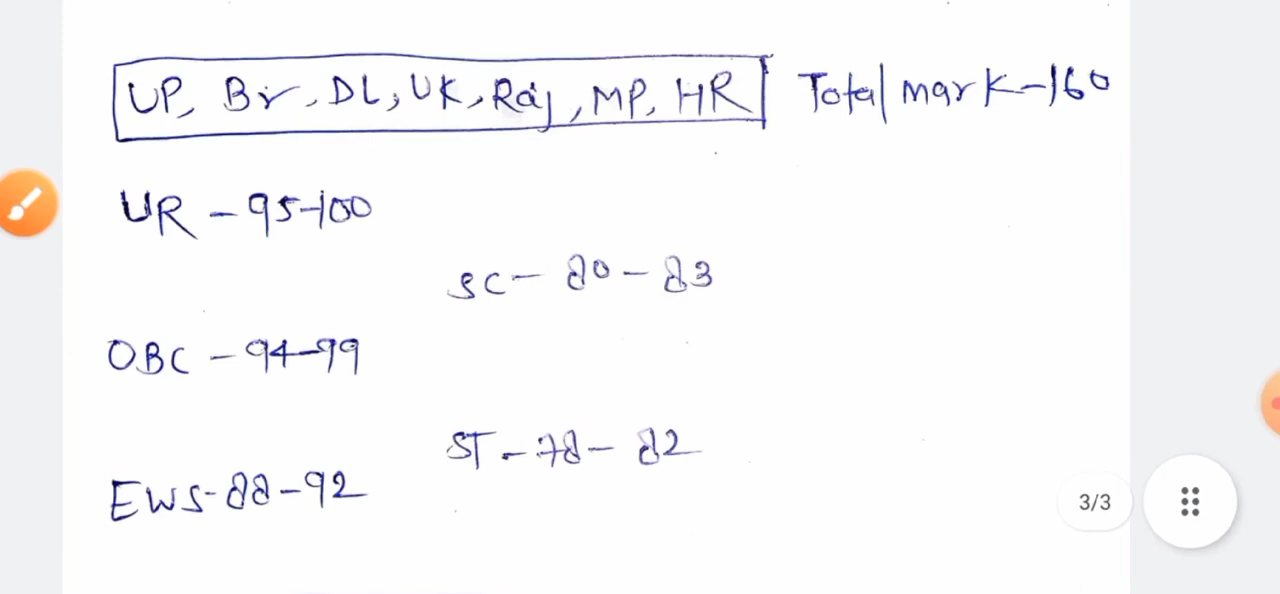 UP, Br, DL, UK, Raj, MP, HR Total mark-160
UR - 95-100
SC - 80 - 83
OBC - 94-99
ST - 78 - 82
EWS- 88 - 92
3/3